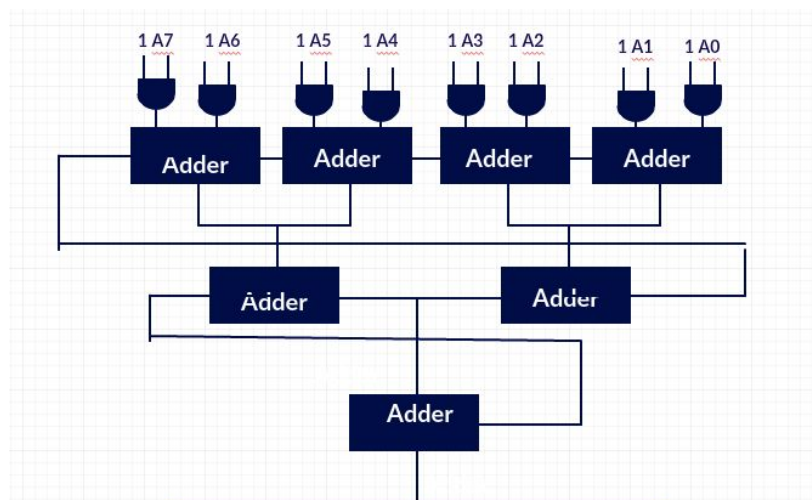 1 A7 1 A6 1 A5 1 A4 1 A3 1 A2 1 A1 1 A0
Adder Adder Adder Adder
Adder Adder
Adder